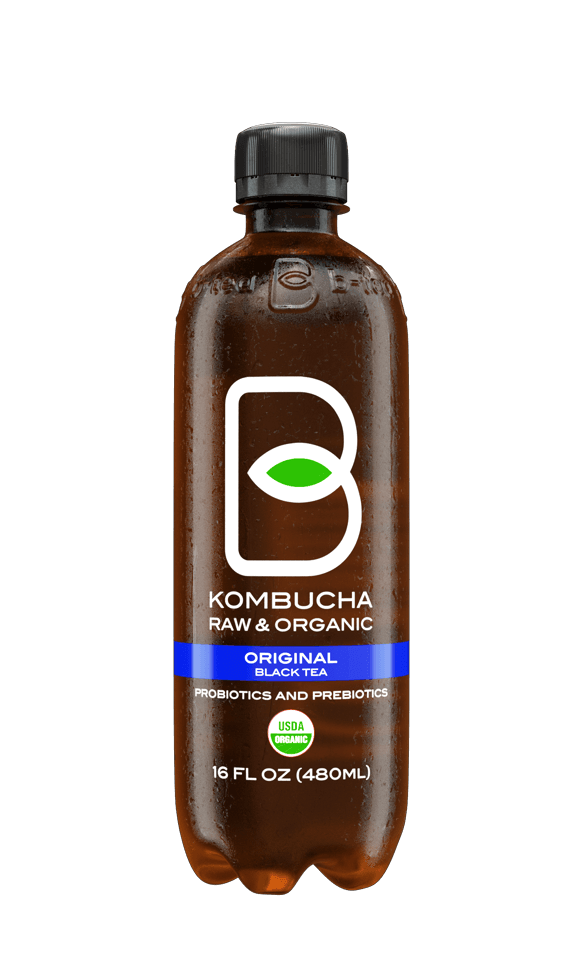 B
KOMBUCHA
RAW & ORGANIC
ORIGINAL
BLACK TEA
PROBIOTICS AND PREBIOTICS
USDA
ORGANIC
16 FL OZ (480ML)